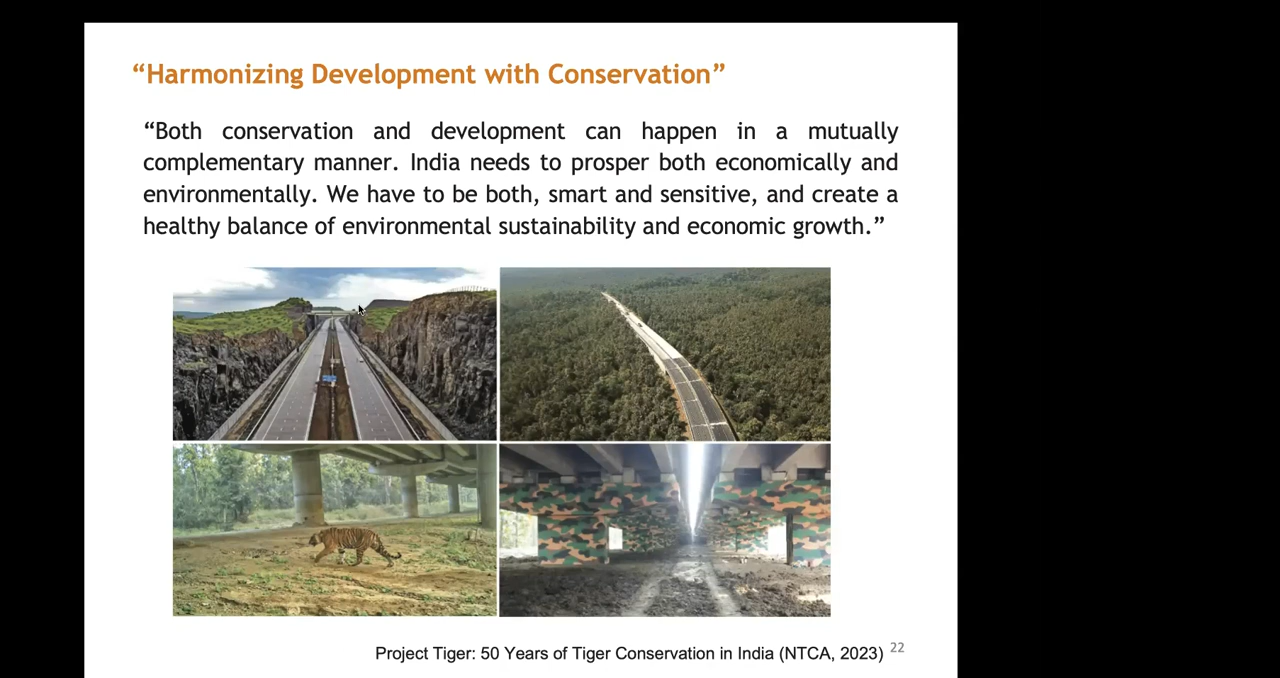 “Harmonizing Development with Conservation”
“Both conservation and development can happen in a mutually
complementary manner. India needs to prosper both economically and
environmentally. We have to be both, smart and sensitive, and create a
healthy balance of environmental sustainability and economic growth.”
Project Tiger: 50 Years of Tiger Conservation in India (NTCA, 2023) 22